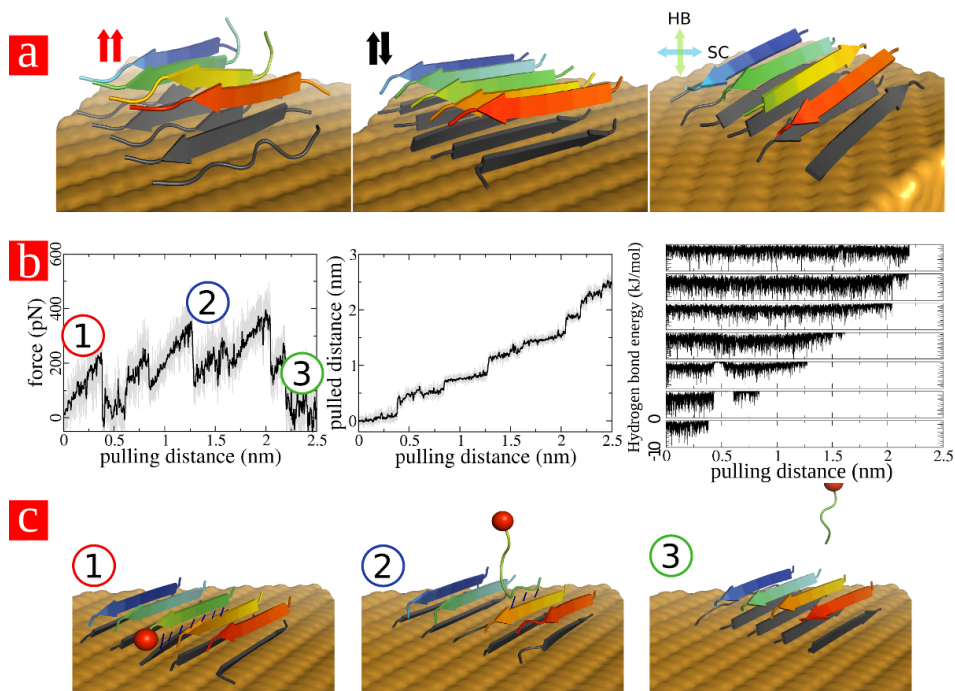 a
HB
SC
b
600
400
200
0
force (pN)
1
2
3
0 0.5 1 1.5 2 2.5
pulling distance (nm)
3
2
1
0
pulled distance (nm)
0 0.5 1 1.5 2 2.5
pulling distance (nm)
Hydrogen bond energy (kJ/mol)
0
-10
0 0.5 1 1.5 2 2.5
pulling distance (nm)
c
1
2
3